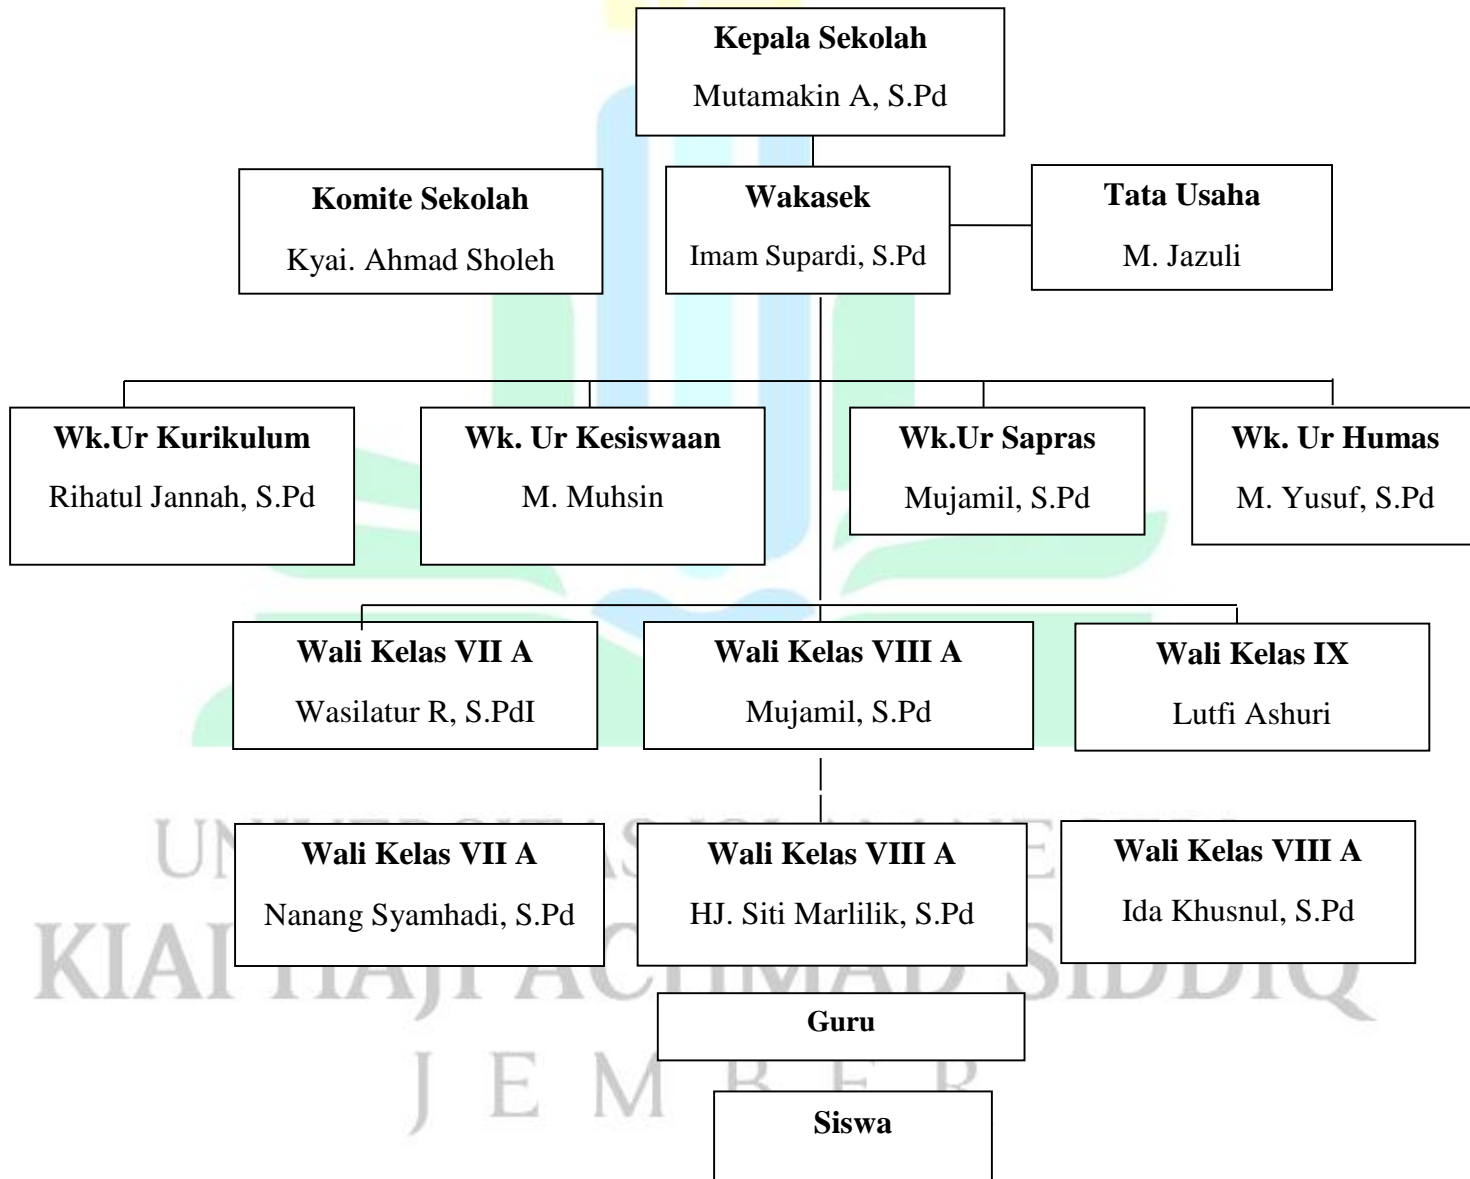 Kepala Sekolah
Mutamakin A, S.Pd
Komite Sekolah
Kyai. Ahmad Sholeh
Wakasek
Imam Supardi, S.Pd
Tata Usaha
M. Jazuli
Wk.Ur Kurikulum
Rihatul Jannah, S.Pd
Wk. Ur Kesiswaan
M. Muhsin
Wk.Ur Sapras
Mujamil, S.Pd
Wk. Ur Humas
M. Yusuf, S.Pd
Wali Kelas VII A
Wasilatur R, S.PdI
Wali Kelas VIII A
Mujamil, S.Pd
Wali Kelas IX
Lutfi Ashuri
Wali Kelas VII A
Nanang Syamhadi, S.Pd
Wali Kelas VIII A
HJ. Siti Marlilik, S.Pd
Wali Kelas VIII A
Ida Khusnul, S.Pd
KIAI HAJI ACHMAD SIDDIQ
Guru
JEMBER
Siswa